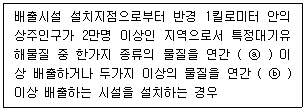 배출시설 설치지점으로부터 반경 1킬로미터 안의
상주인구가 2만명 이상인 지역으로서 특정대기유
해물질 중 한가지 종류의 물질을 연간 ( ⓐ ) 이
상 배출하거나 두가지 이상의 물질을 연간 ( ⓑ )
이상 배출하는 시설을 설치하는 경우